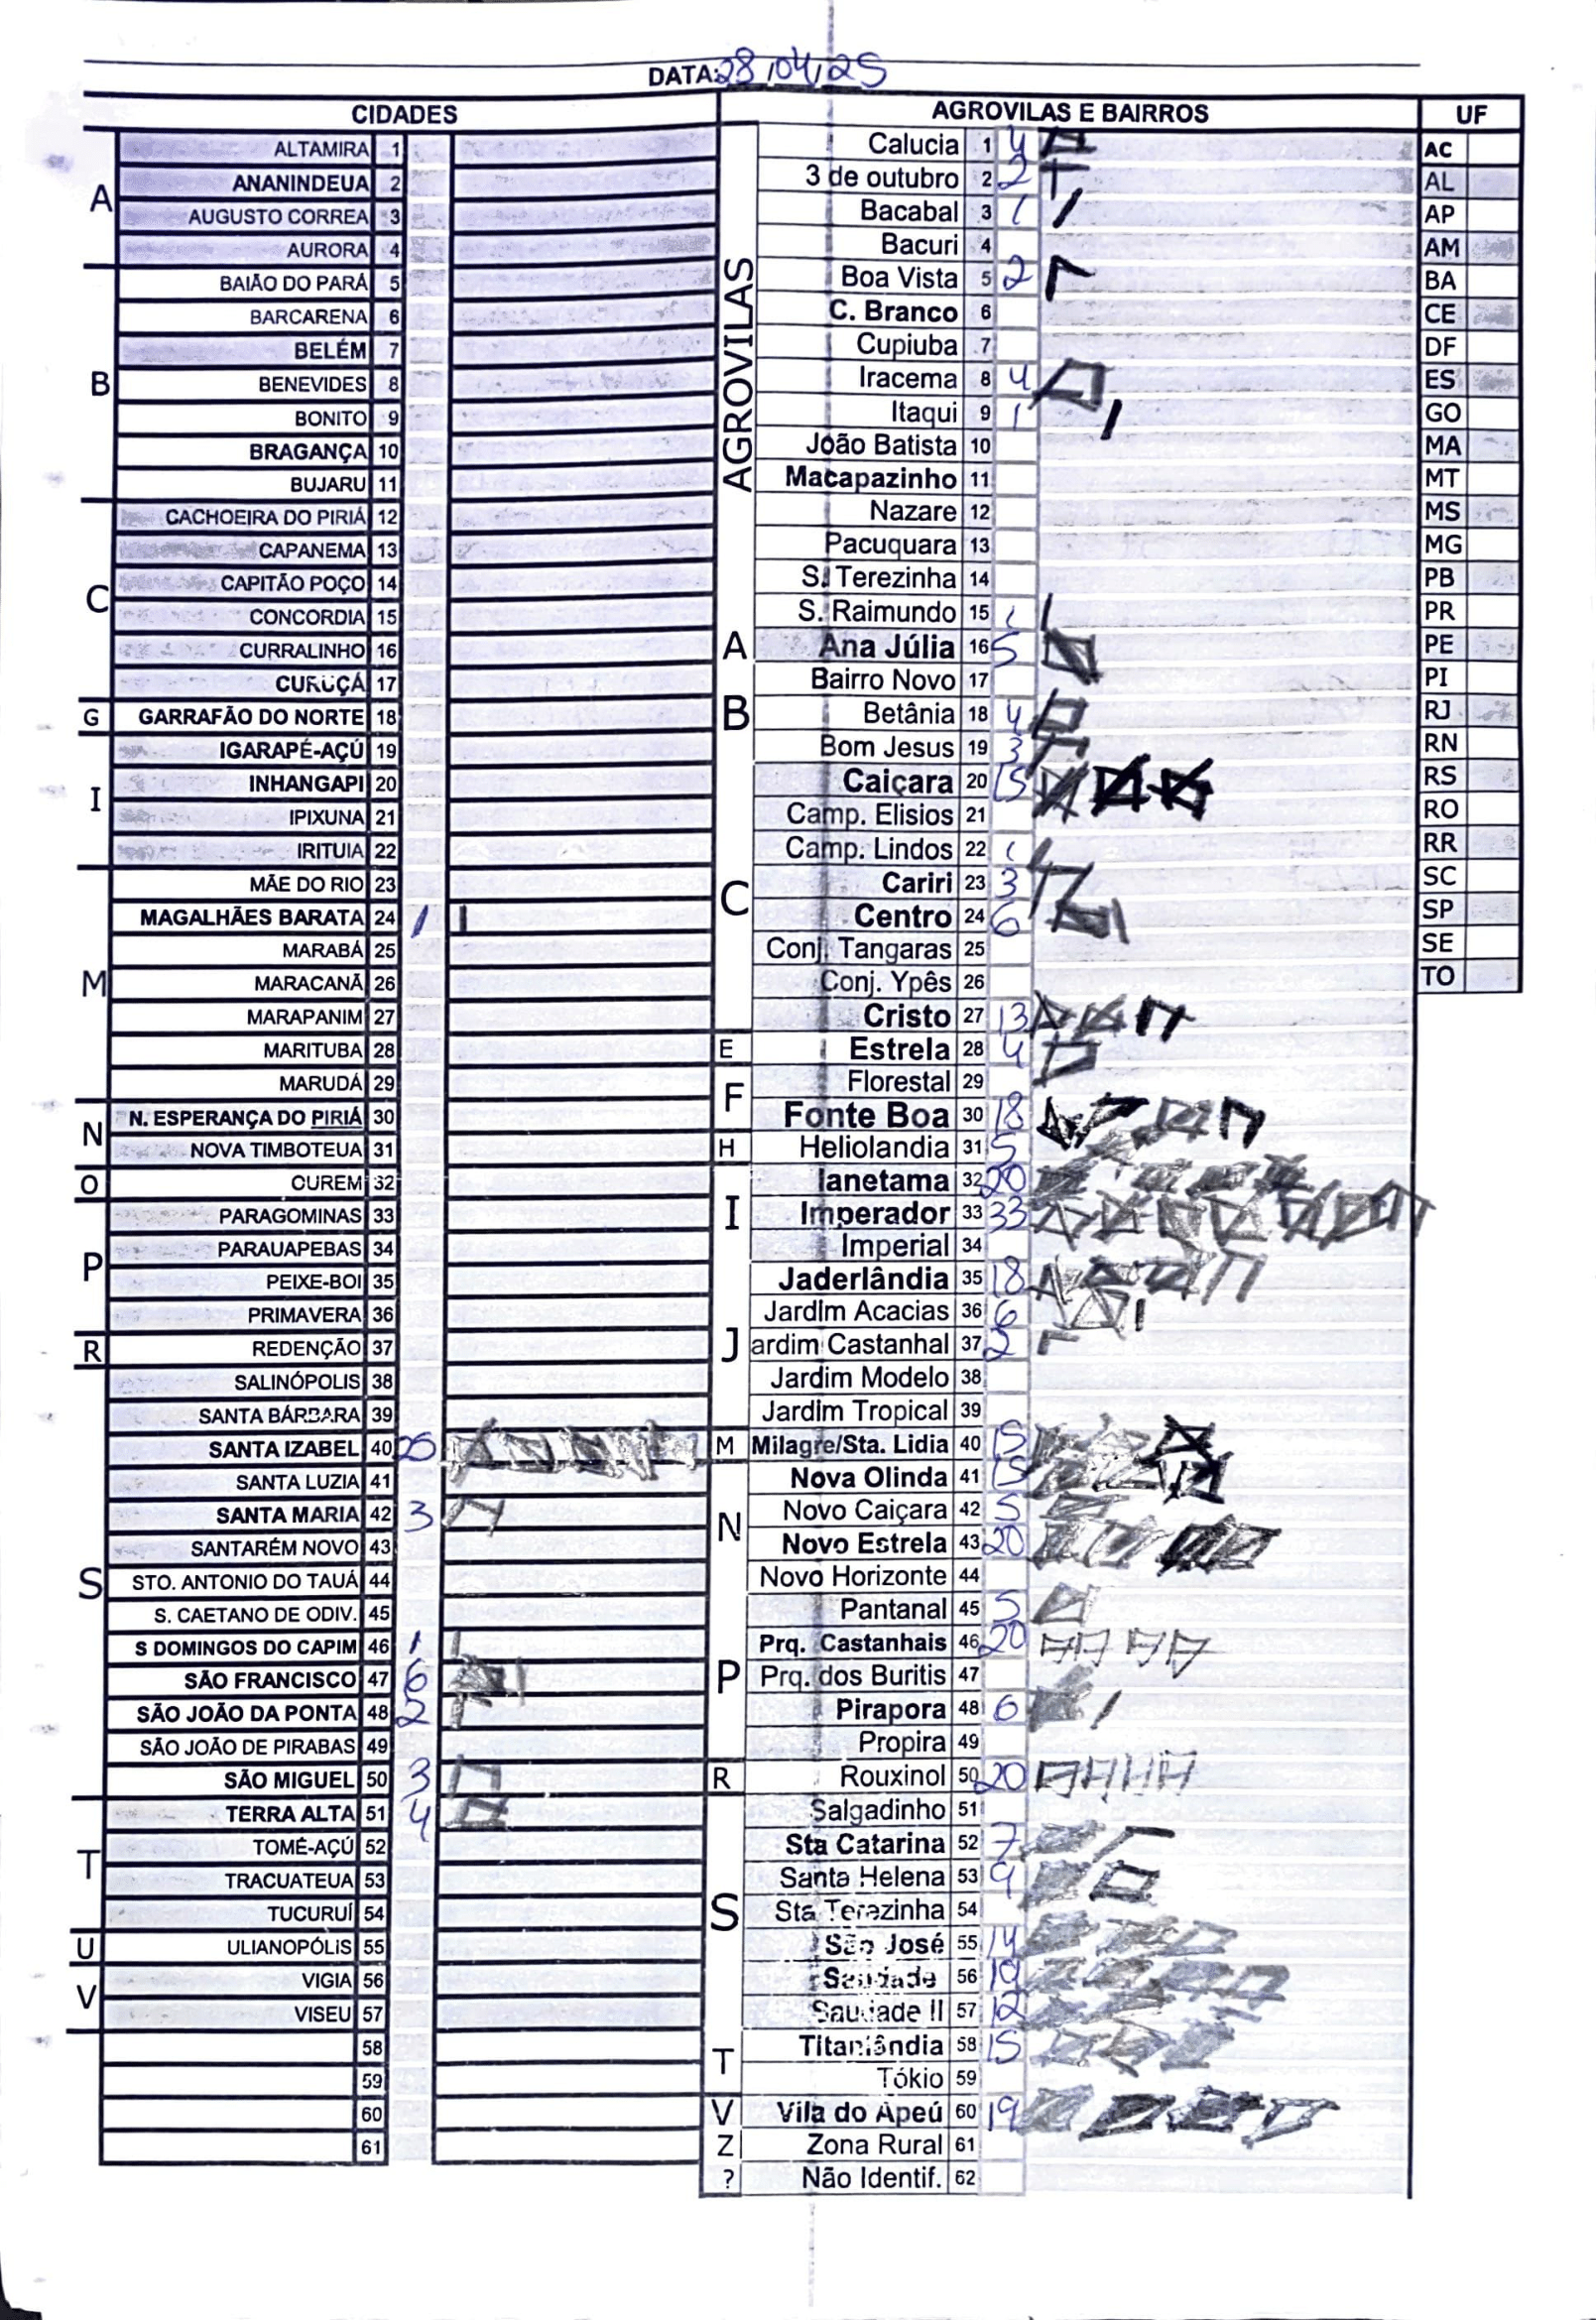 DATA: 28/04/25
CIDADES
A
ALTAMIRA 1
ANANINDEUA 2
AUGUSTO CORREA 3
AURORA 4
B
BAIÃO DO PARÁ 5
BARCARENA 6
BELÉM 7
BENEVIDES 8
BONITO 9
BRAGANÇA 10
BUJARU 11
C
CACHOEIRA DO PIRIÁ 12
CAPANEMA 13
CAPITÃO POÇO 14
CONCORDIA 15
CURRALINHO 16
CURUÇÁ 17
G
GARRAFÃO DO NORTE 18
I
IGARAPÉ-AÇÚ 19
INHANGAPI 20
IPIXUNA 21
IRITUIA 22
M
MÃE DO RIO 23
MAGALHÃES BARATA 24 1
MARABÁ 25
MARACANÃ 26
MARAPANIM 27
MARITUBA 28
MARUDÁ 29
N
N. ESPERANÇA DO PIRIÁ 30
NOVA TIMBOTEUA 31
O
OUREM 32
P
PARAGOMINAS 33
PARAUAPEBAS 34
PEIXE-BOI 35
PRIMAVERA 36
R
REDENÇÃO 37
S
SALINÓPOLIS 38
SANTA BÁRBARA 39
SANTA IZABEL 40 25
SANTA LUZIA 41
SANTA MARIA 42 3
SANTARÉM NOVO 43
STO. ANTONIO DO TAUÁ 44
S. CAETANO DE ODIV. 45
S DOMINGOS DO CAPIM 46 1
SÃO FRANCISCO 47 6
SÃO JOÃO DA PONTA 48 2
SÃO JOÃO DE PIRABAS 49
SÃO MIGUEL 50 3
T
TERRA ALTA 51 4
TOMÉ-AÇÚ 52
TRACUATEUA 53
TUCURUÍ 54
U
ULIANOPÓLIS 55
V
VIGIA 56
VISEU 57
58
59
60
61
AGROVILAS E BAIRROS
AGROVILAS
Calucia 1 4
3 de outubro 2 2
Bacabal 3 1
Bacuri 4
Boa Vista 5 2
C. Branco 6
Cupiuba 7
Iracema 8 4
Itaqui 9 1
João Batista 10
Macapazinho 11
Nazare 12
Pacuquara 13
S. Terezinha 14
S. Raimundo 15 1
A
Ana Júlia 16 5
B
Bairro Novo 17
Betânia 18 4
Bom Jesus 19 3
C
Caiçara 20 15
Camp. Elisios 21
Camp. Lindos 22 1
Cariri 23 3
Centro 24 6
Conj. Tangaras 25
Conj. Ypês 26
Cristo 27 13
E
Estrela 28 4
F
Florestal 29
Fonte Boa 30 18
H
Heliolandia 31 5
I
Ianetama 32 20
Imperador 33 33
Imperial 34
J
Jaderlândia 35 18
Jardim Acacias 36 6
ardim Castanhal 37 2
Jardim Modelo 38
Jardim Tropical 39
M
Milagre/Sta. Lidia 40 15
N
Nova Olinda 41 15
Novo Caiçara 42 5
Novo Estrela 43 20
Novo Horizonte 44
P
Pantanal 45 5
Prq. Castanhais 46 20
Prq. dos Buritis 47
Pirapora 48 6
Propira 49
R
Rouxinol 50 20
S
Salgadinho 51
Sta Catarina 52 7
Santa Helena 53 9
Sta Terezinha 54
São José 55 14
Saudade 56
Saudade II 57 12
T
Titanlândia 58 15
Tókio 59
V
Vila do Apeú 60 19
Z
Zona Rural 61
?
Não Identif. 62
UF
AC
AL
AP
AM
BA
CE
DF
ES
GO
MA
MT
MS
MG
PB
PR
PE
PI
RJ
RN
RS
RO
RR
SC
SP
SE
TO